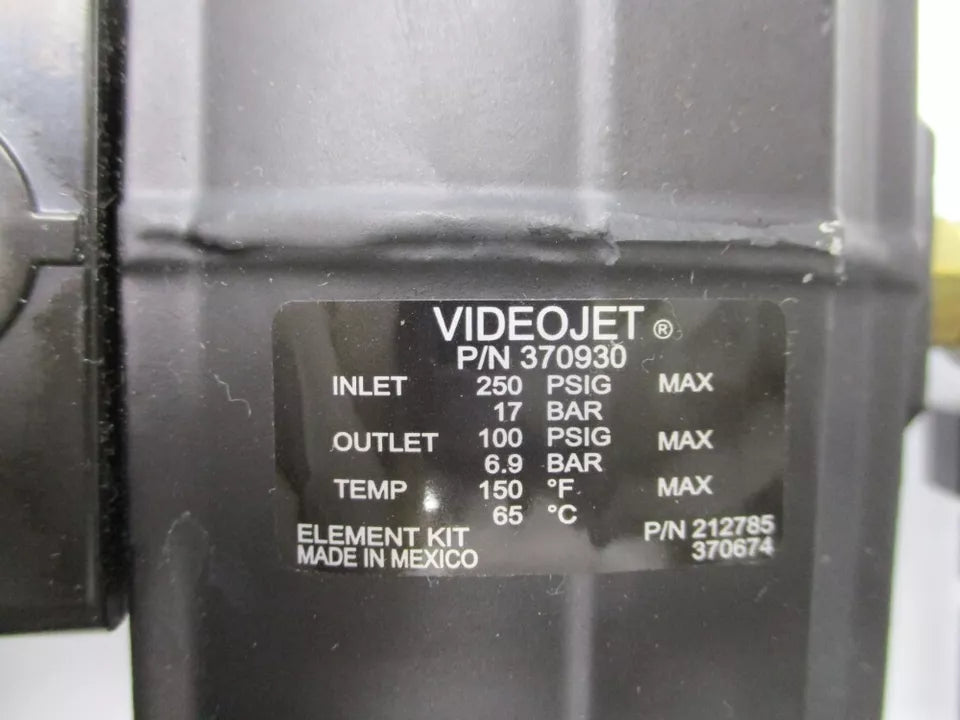 VIDEOJET ®
P/N 370930
INLET 250 PSIG MAX
17 BAR
OUTLET 100 PSIG MAX
6.9 BAR
TEMP 150 °F MAX
65 °C
ELEMENT KIT P/N 212785
MADE IN MEXICO 370674